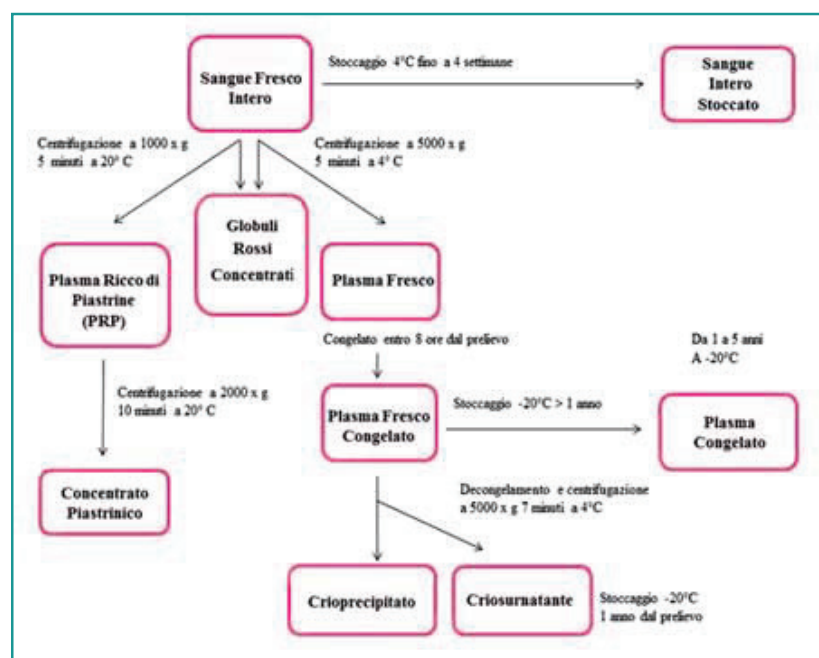 Sangue Fresco
Intero
Stoccaggio 4°C fino a 4 settimane
Sangue
Intero
Stoccato
Centrifugazione a 1000 x g
5 minuti a 20° C
Centrifugazione a 5000 x g
5 minuti a 4° C
Globuli
Rossi
Concentrati
Plasma Ricco di
Piastrine
(PRP)
Plasma Fresco
Congelato entro 8 ore dal prelievo
Da 1 a 5 anni
A -20°C
Centrifugazione a 2000 x g
10 minuti a 20° C
Plasma Fresco
Congelato
Stoccaggio -20°C > 1 anno
Plasma
Congelato
Concentrato
Piastrinico
Decongelamento e centrifugazione
a 5000 x g 7 minuti a 4°C
Crioprecipitato
Criosurnatante
Stoccaggio -20°C
1 anno dal prelievo